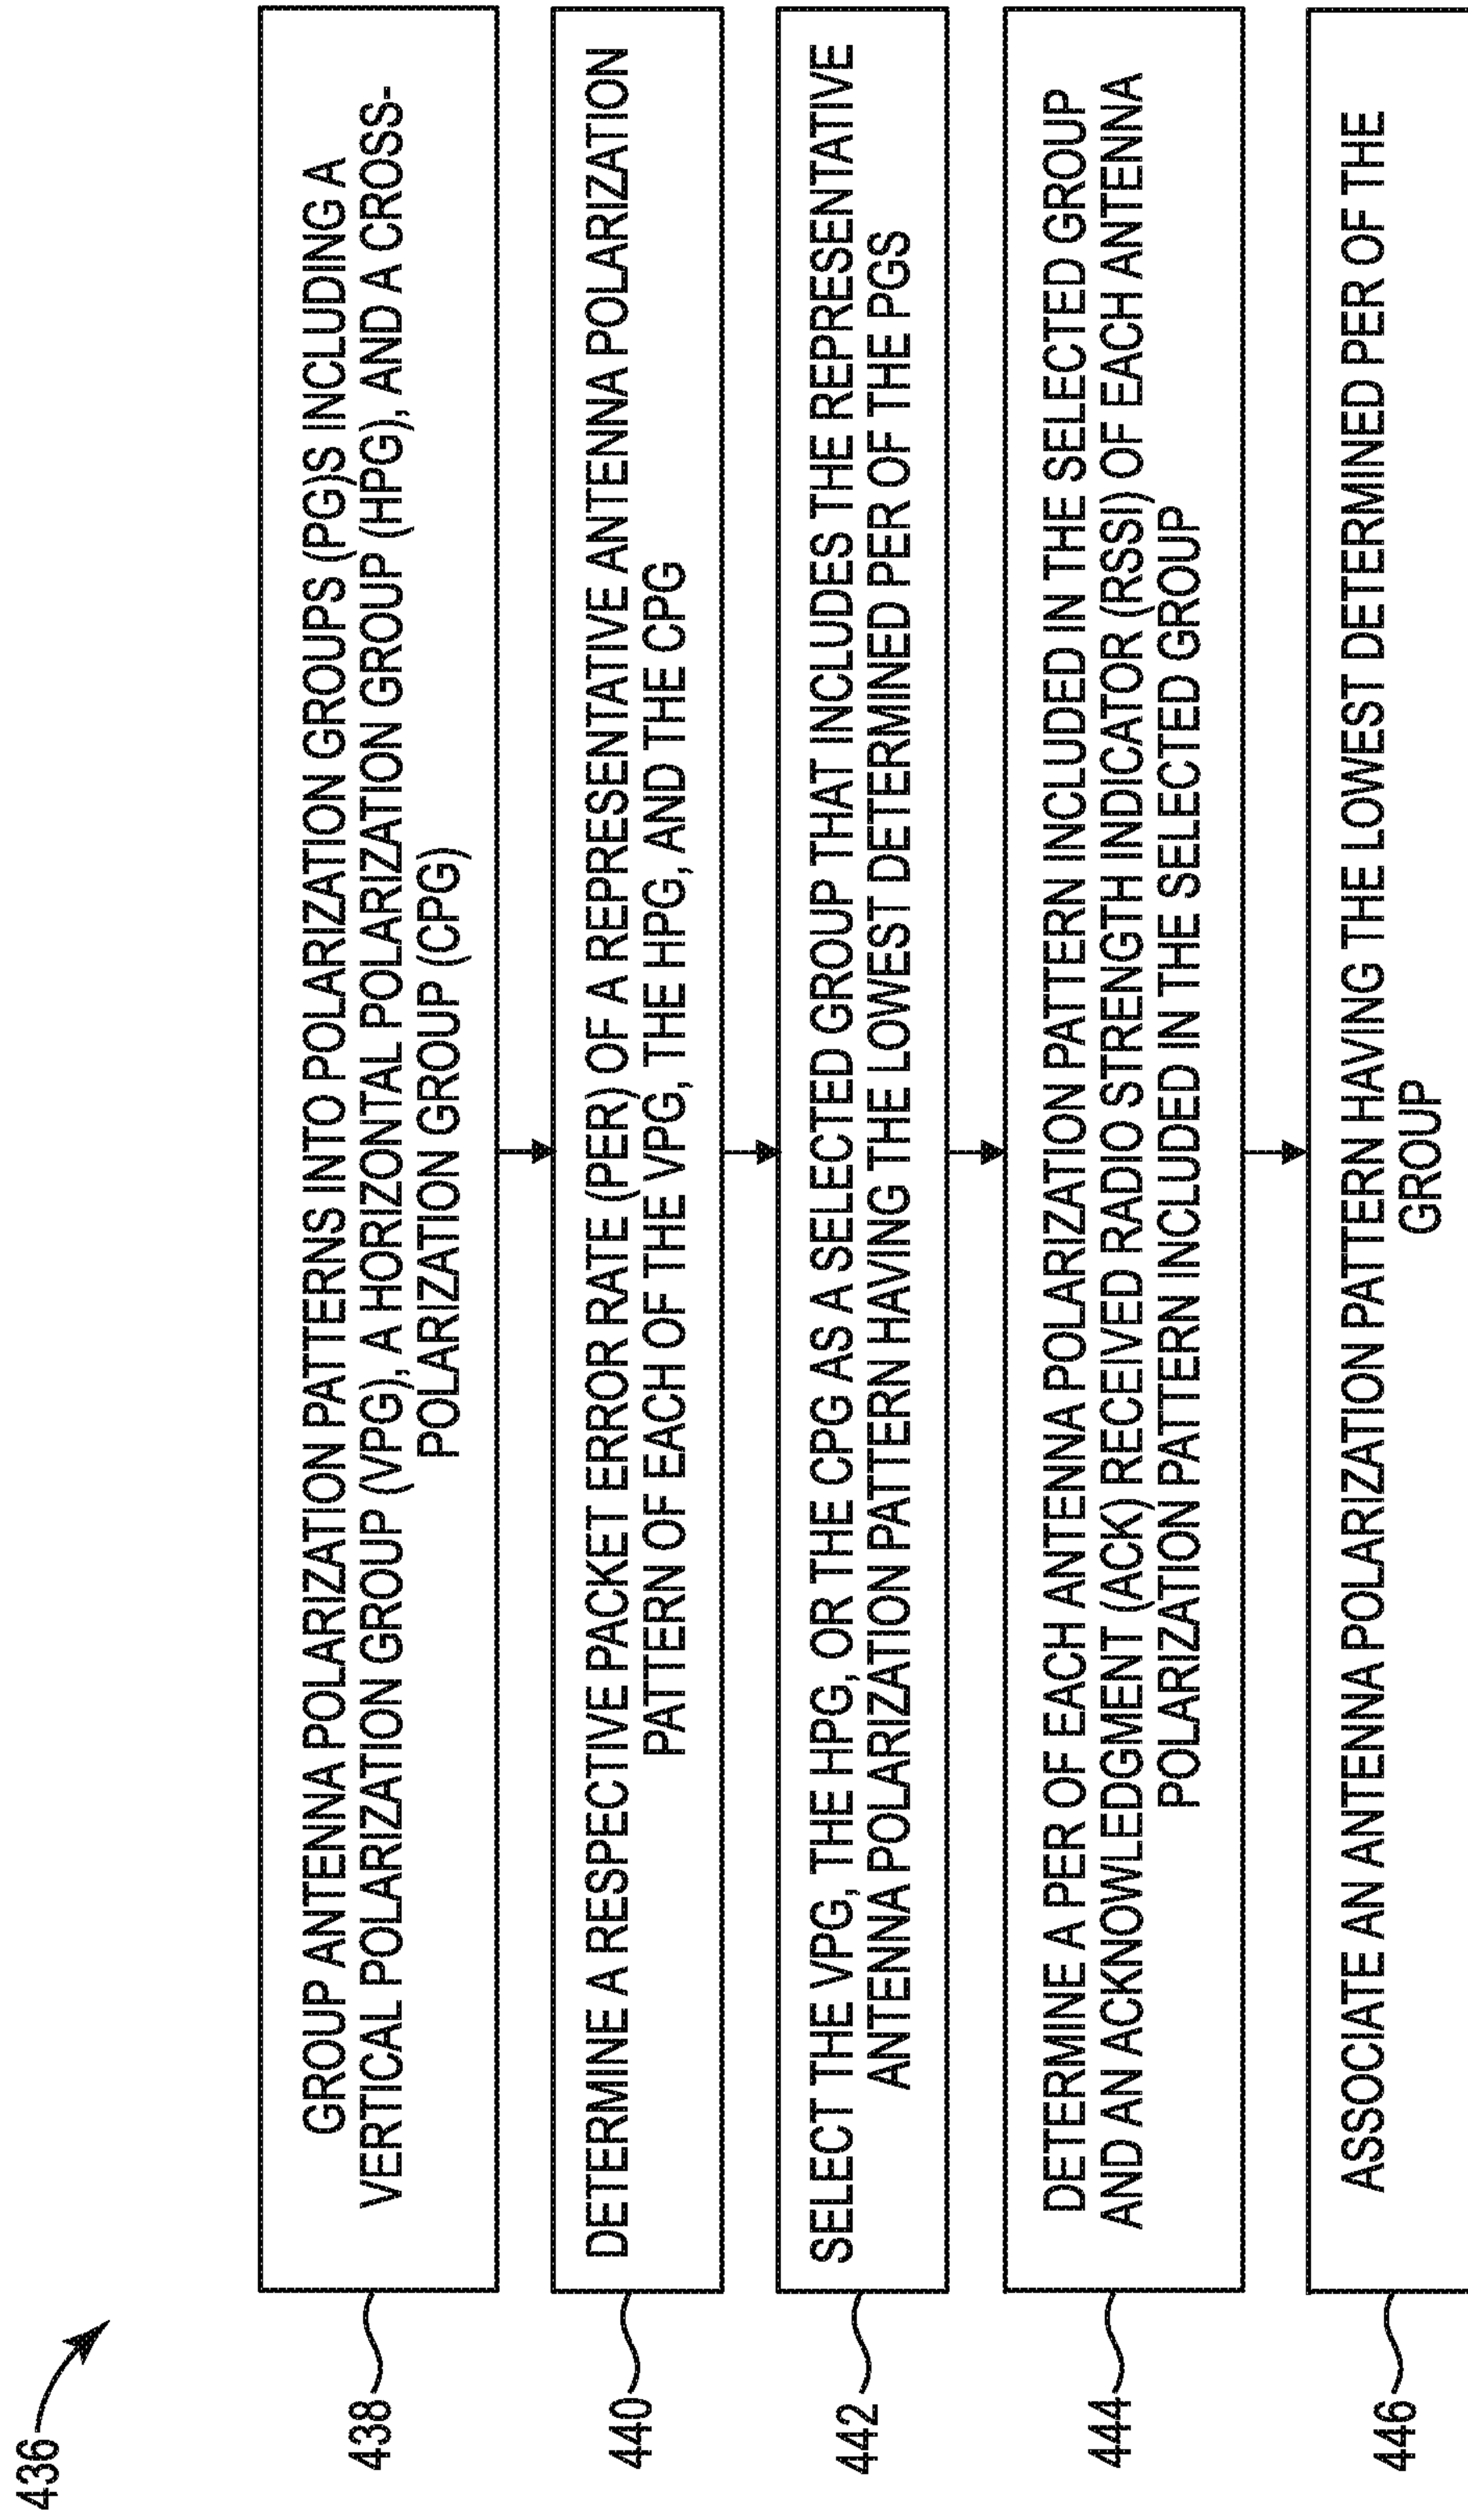 436
438
GROUP ANTENNA POLARIZATION PATTERNS INTO POLARIZATION GROUPS (PG)S INCLUDING A
VERTICAL POLARIZATION GROUP (VPG), A HORIZONTAL POLARIZATION GROUP (HPG), AND A CROSS-
POLARIZATION GROUP (CPG)
440
DETERMINE A RESPECTIVE PACKET ERROR RATE (PER) OF A REPRESENTATIVE ANTENNA POLARIZATION
PATTERN OF EACH OF THE VPG, THE HPG, AND THE CPG
442
SELECT THE VPG, THE HPG, OR THE CPG AS A SELECTED GROUP THAT INCLUDES THE REPRESENTATIVE
ANTENNA POLARIZATION PATTERN HAVING THE LOWEST DETERMINED PER OF THE PGS
444
DETERMINE A PER OF EACH ANTENNA POLARIZATION PATTERN INCLUDED IN THE SELECTED GROUP
AND AN ACKNOWLEDGMENT (ACK) RECEIVED RADIO STRENGTH INDICATOR (RSSI) OF EACH ANTENNA
POLARIZATION PATTERN INCLUDED IN THE SELECTED GROUP
446
ASSOCIATE AN ANTENNA POLARIZATION PATTERN HAVING THE LOWEST DETERMINED PER OF THE
GROUP